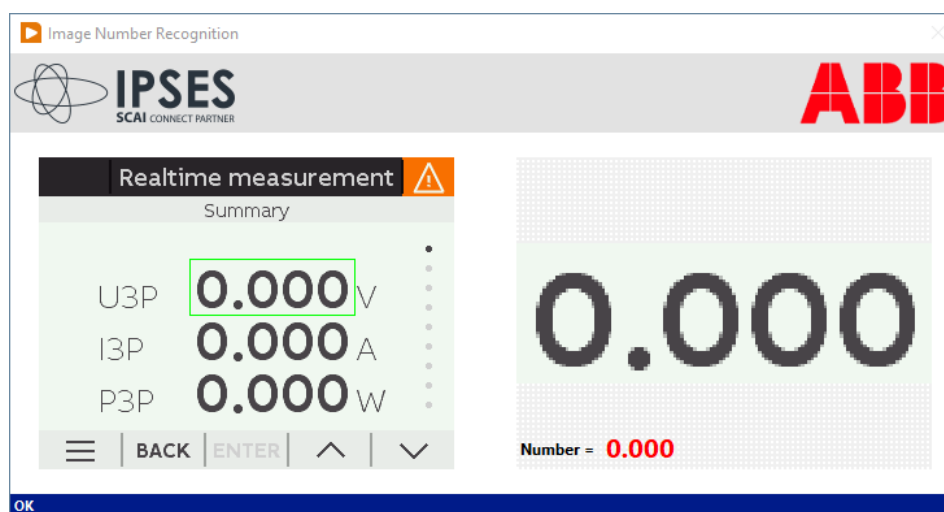 Image Number Recognition
IPSES
SCAI CONNECT PARTNER
ABB
Realtime measurement
Summary
U3P 0.000 V
I3P 0.000 A
P3P 0.000 W
BACK ENTER
0.000
Number = 0.000
OK